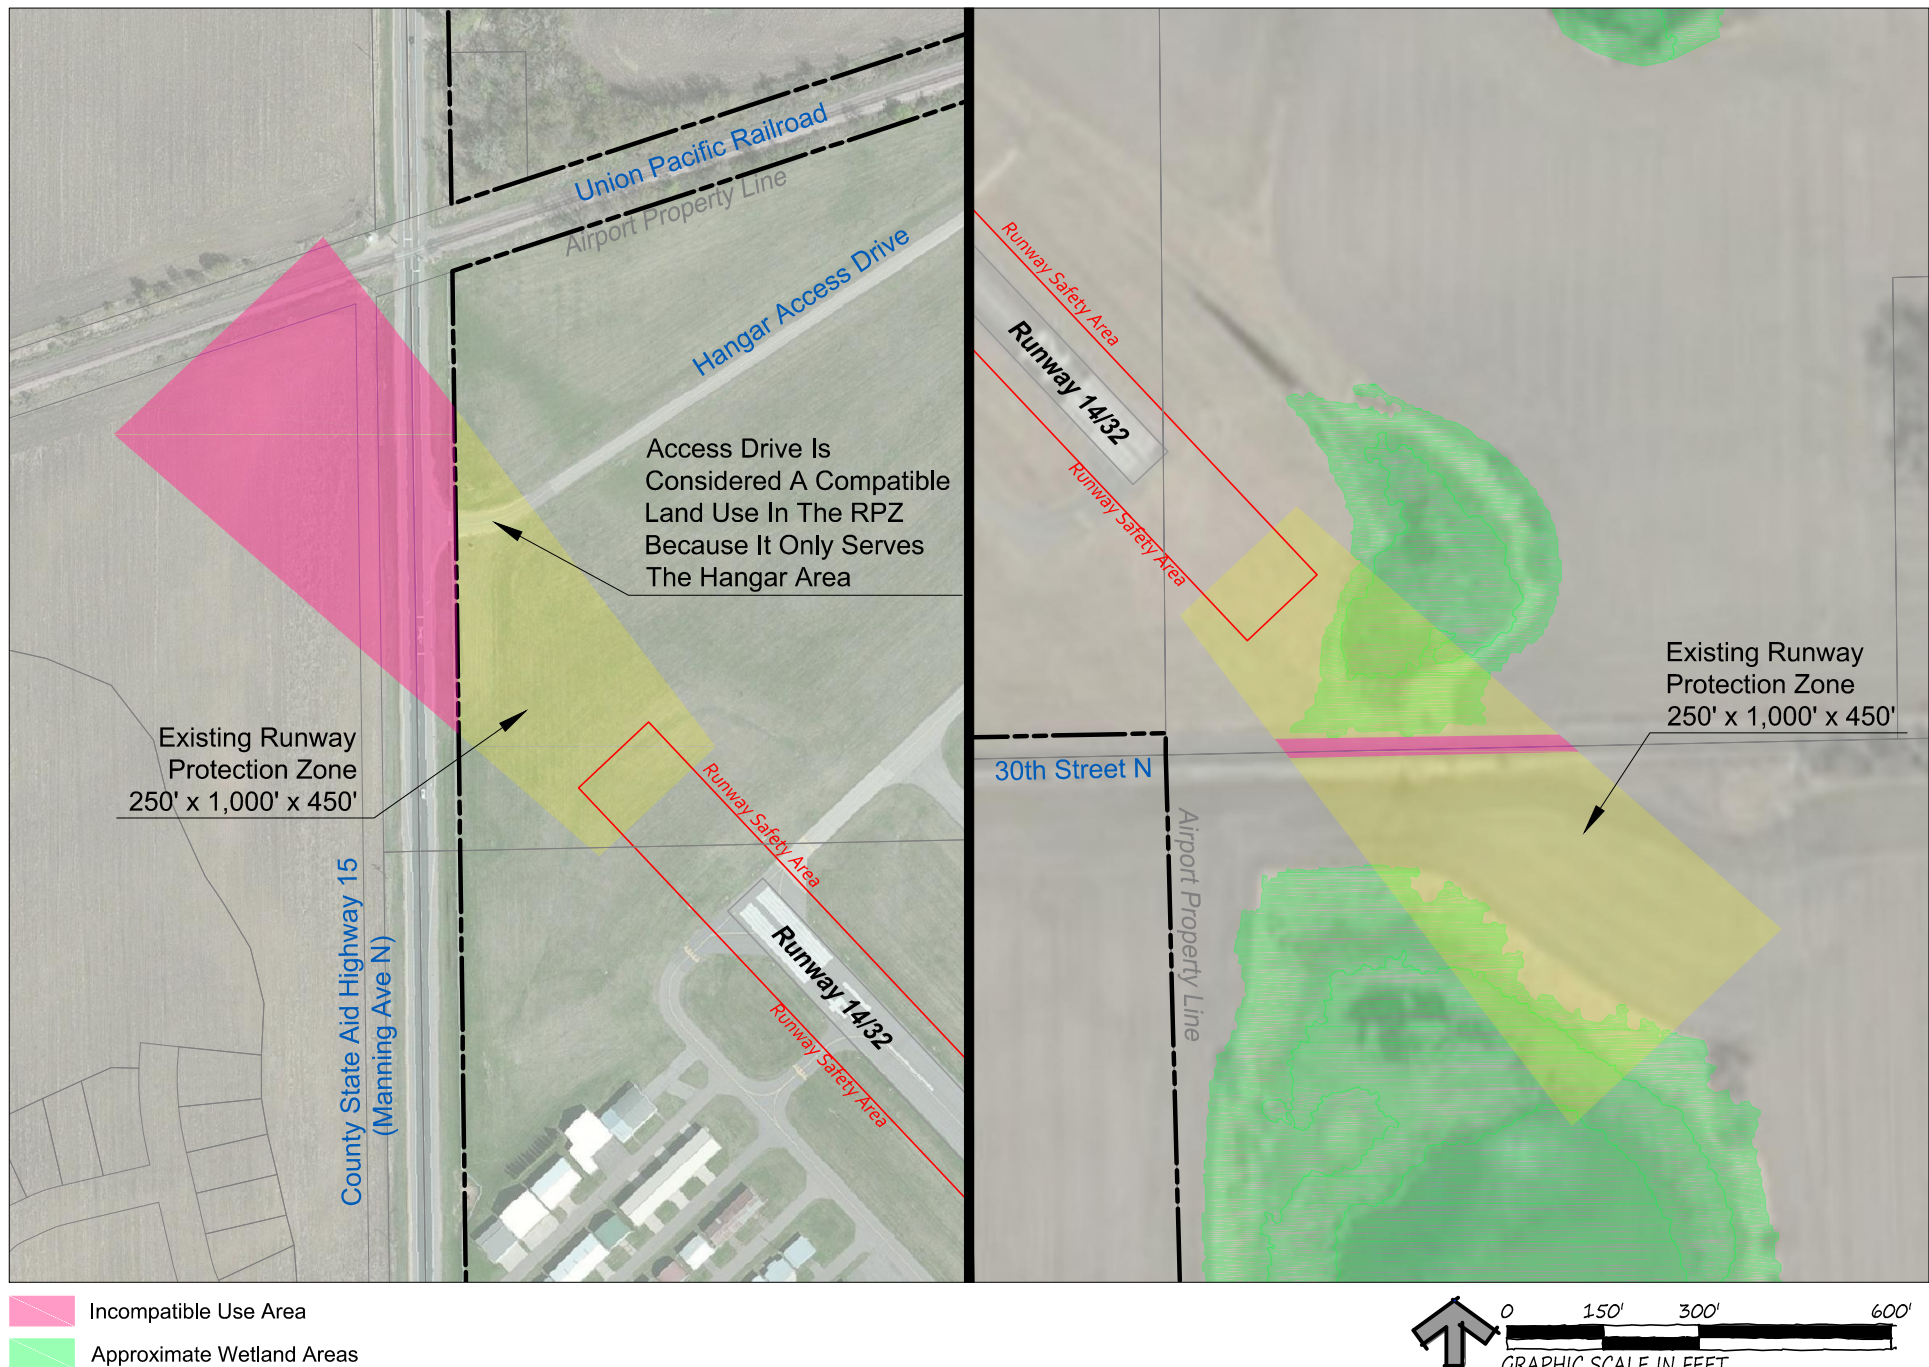 Union Pacific Railroad
Airport Property Line
Hangar Access Drive
Access Drive Is
Considered A Compatible
Land Use In The RPZ
Because It Only Serves
The Hangar Area
Existing Runway
Protection Zone
250' x 1,000' x 450'
County State Aid Highway 15
(Manning Ave N)
Runway Safety Area
Runway 14/32
Runway Safety Area
Runway Safety Area
Runway 14/32
Runway Safety Area
Existing Runway
Protection Zone
250' x 1,000' x 450'
30th Street N
Airport Property Line
Incompatible Use Area
Approximate Wetland Areas
0 150' 300' 600'
GRAPHIC SCALE IN FEET